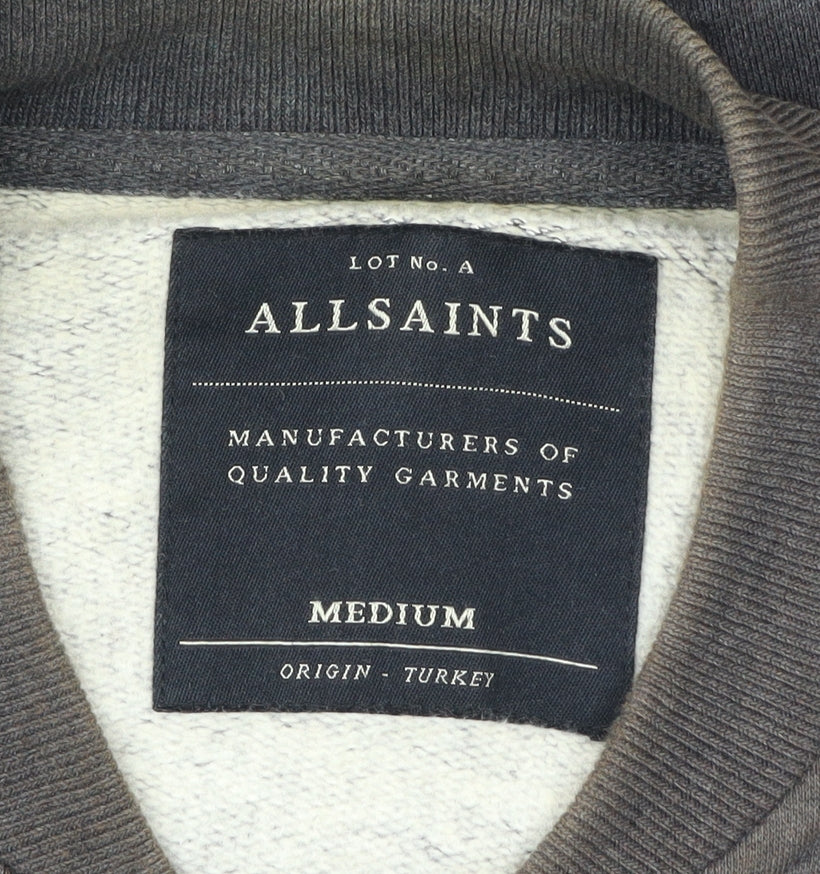 LOT No. A
ALLSAINTS
MANUFACTURERS OF
QUALITY GARMENTS
MEDIUM
ORIGIN - TURKEY